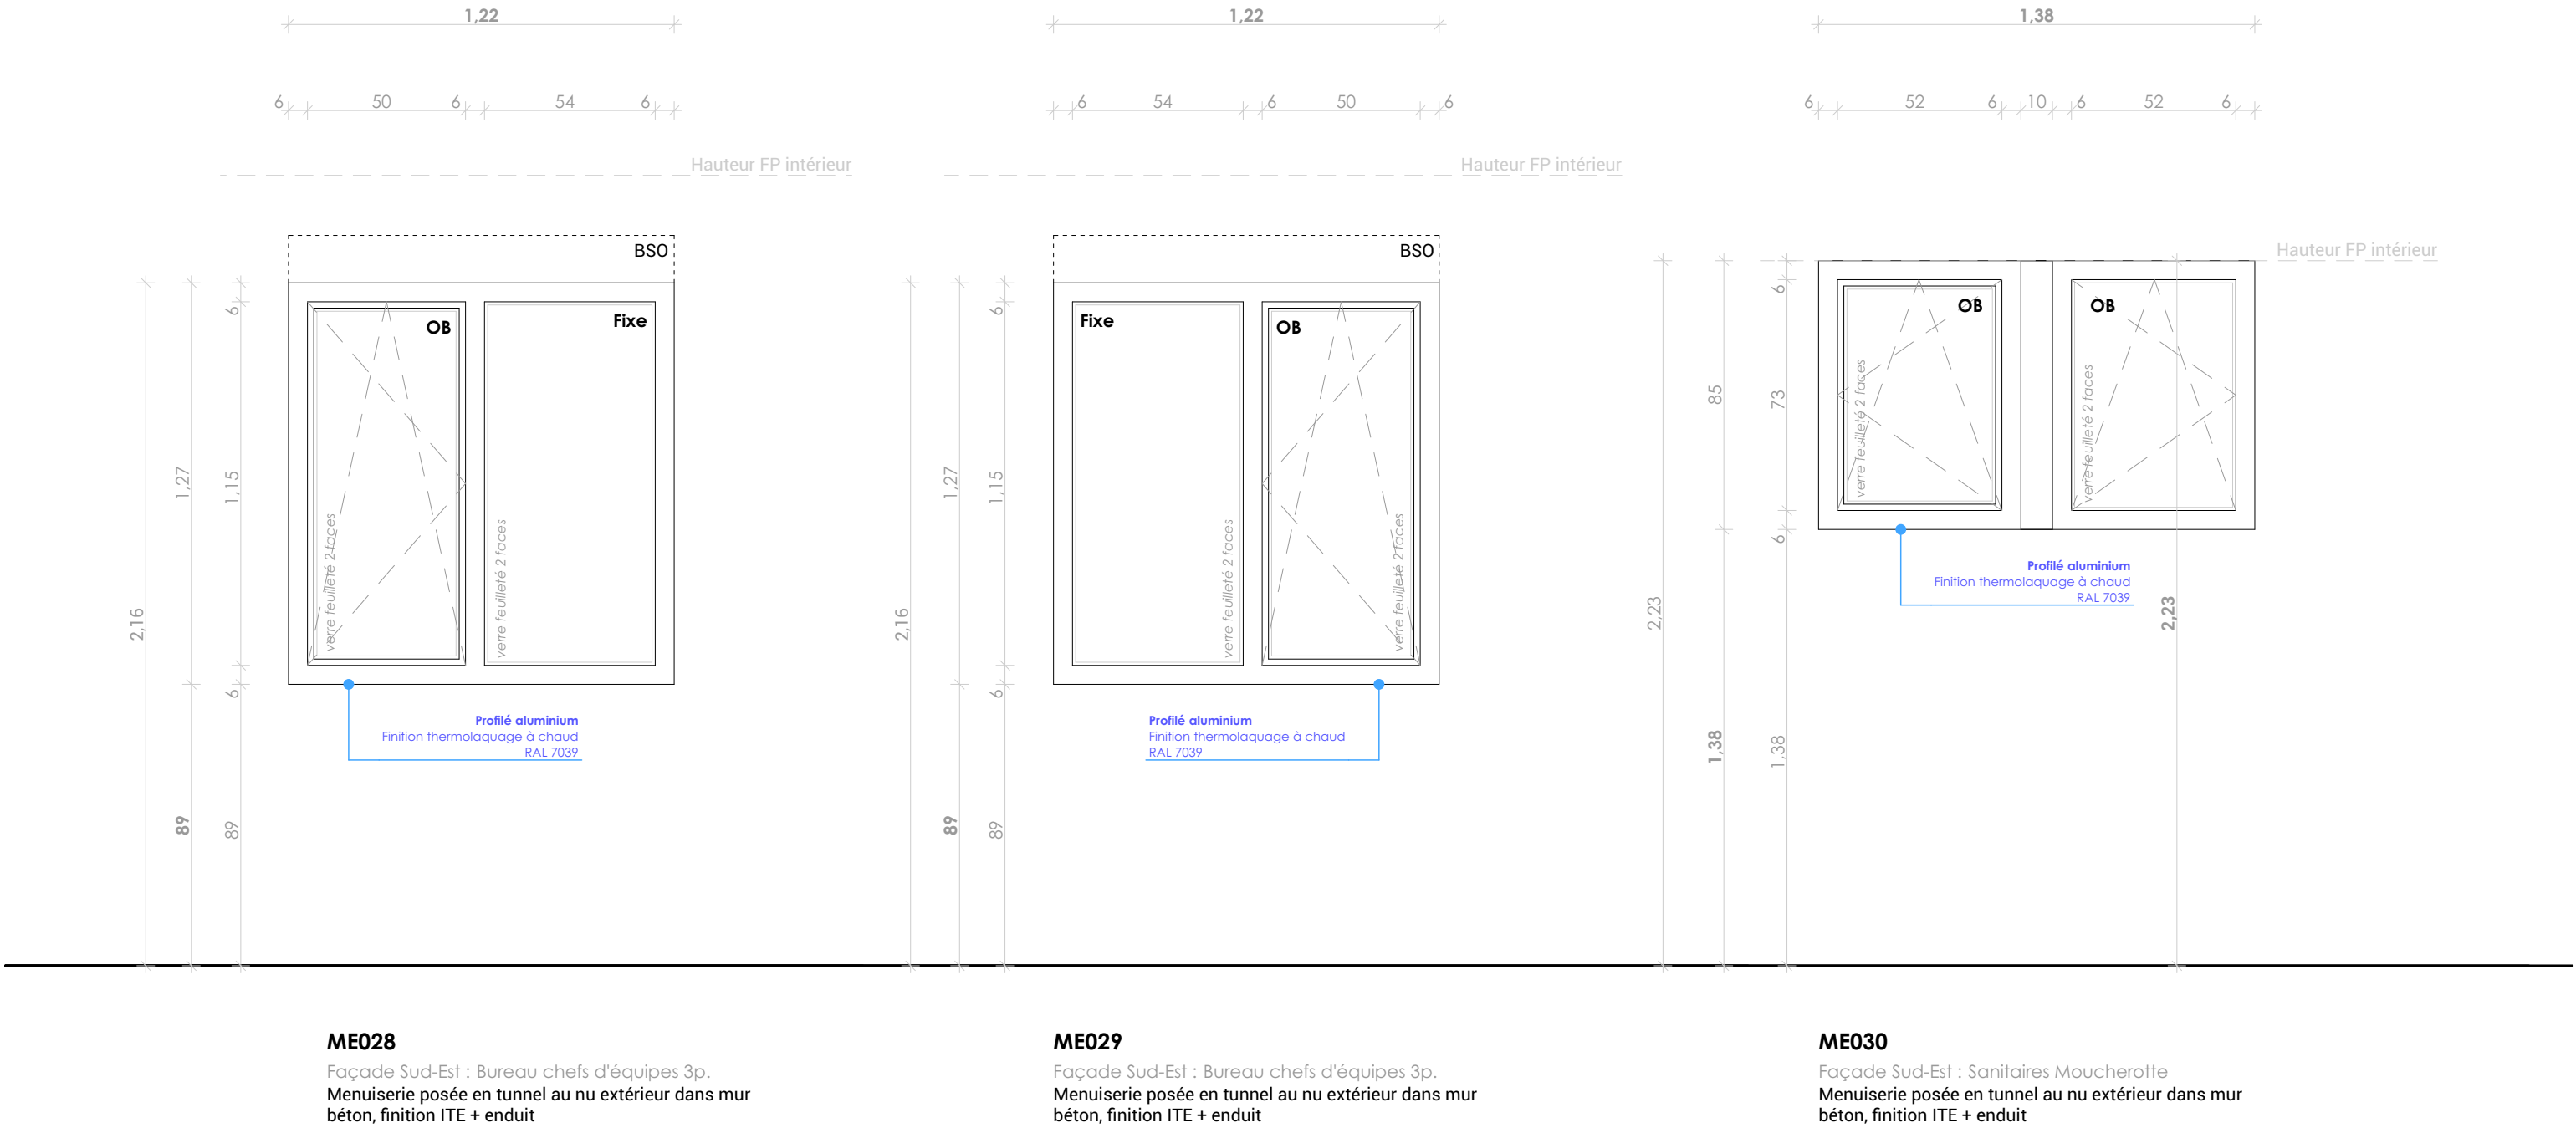 1,22
6
50
6
54
6
Hauteur FP intérieur
BSO
OB
Fixe
verre feuilleté 2 faces
verre feuilleté 2 faces
6
1,15
6
89
1,27
89
2,16
Profilé aluminium
Finition thermolaquage à chaud
RAL 7039
ME028
Façade Sud-Est : Bureau chefs d'équipes 3p.
Menuiserie posée en tunnel au nu extérieur dans mur
béton, finition ITE + enduit
1,22
6
54
6
50
6
Hauteur FP intérieur
BSO
Fixe
OB
verre feuilleté 2 faces
verre feuilleté 2 faces
6
1,15
6
89
1,27
89
2,16
Profilé aluminium
Finition thermolaquage à chaud
RAL 7039
ME029
Façade Sud-Est : Bureau chefs d'équipes 3p.
Menuiserie posée en tunnel au nu extérieur dans mur
béton, finition ITE + enduit
1,38
6
52
6
10
6
52
6
Hauteur FP intérieur
OB
OB
verre feuilleté 2 faces
verre feuilleté 2 faces
6
73
6
1,38
85
1,38
2,23
2,23
Profilé aluminium
Finition thermolaquage à chaud
RAL 7039
ME030
Façade Sud-Est : Sanitaires Moucherotte
Menuiserie posée en tunnel au nu extérieur dans mur
béton, finition ITE + enduit